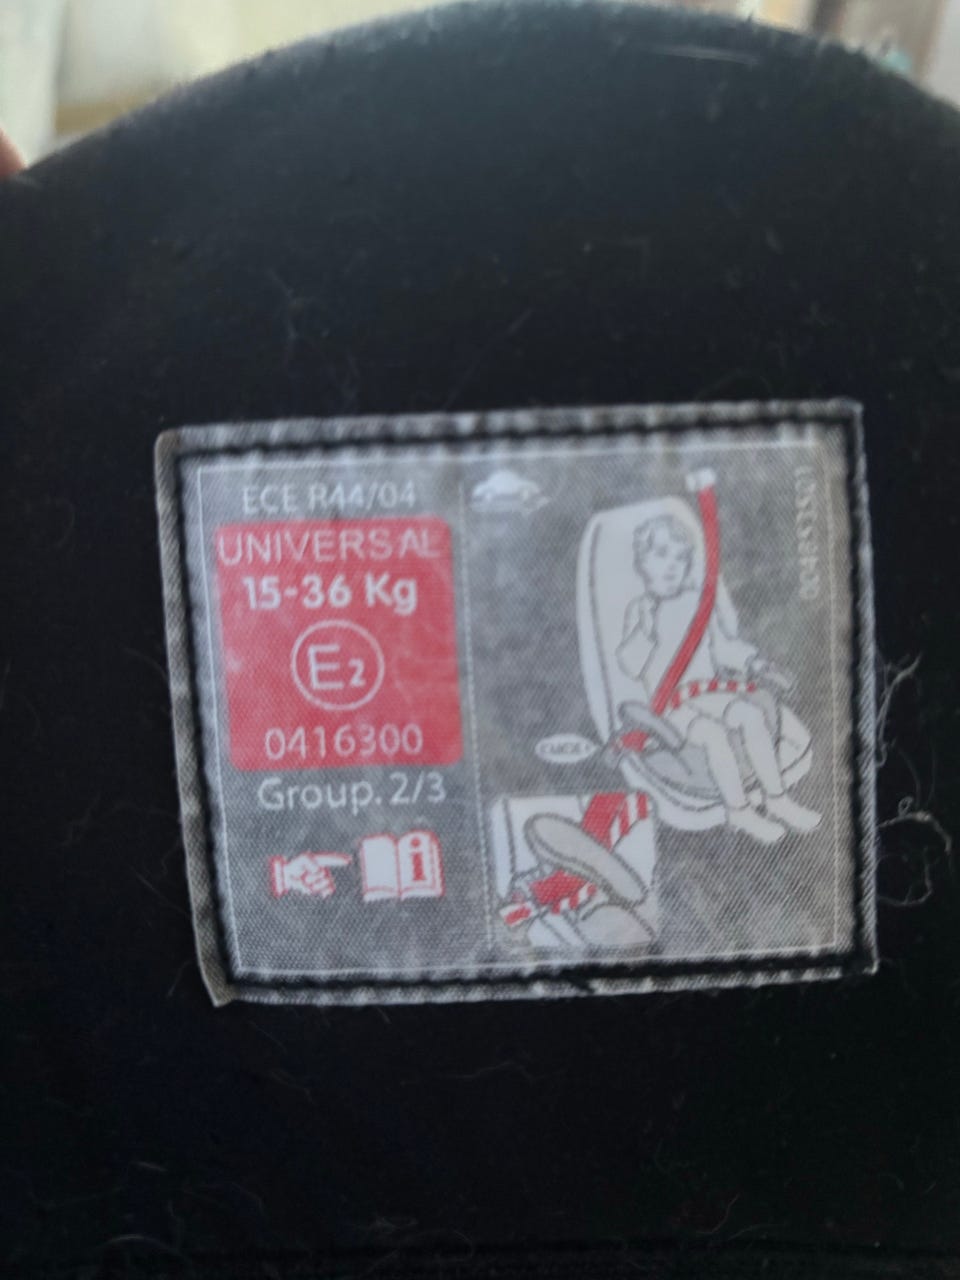 ECE R44/04
UNIVERSAL
15-36 Kg
E2
0416300
Group. 2/3